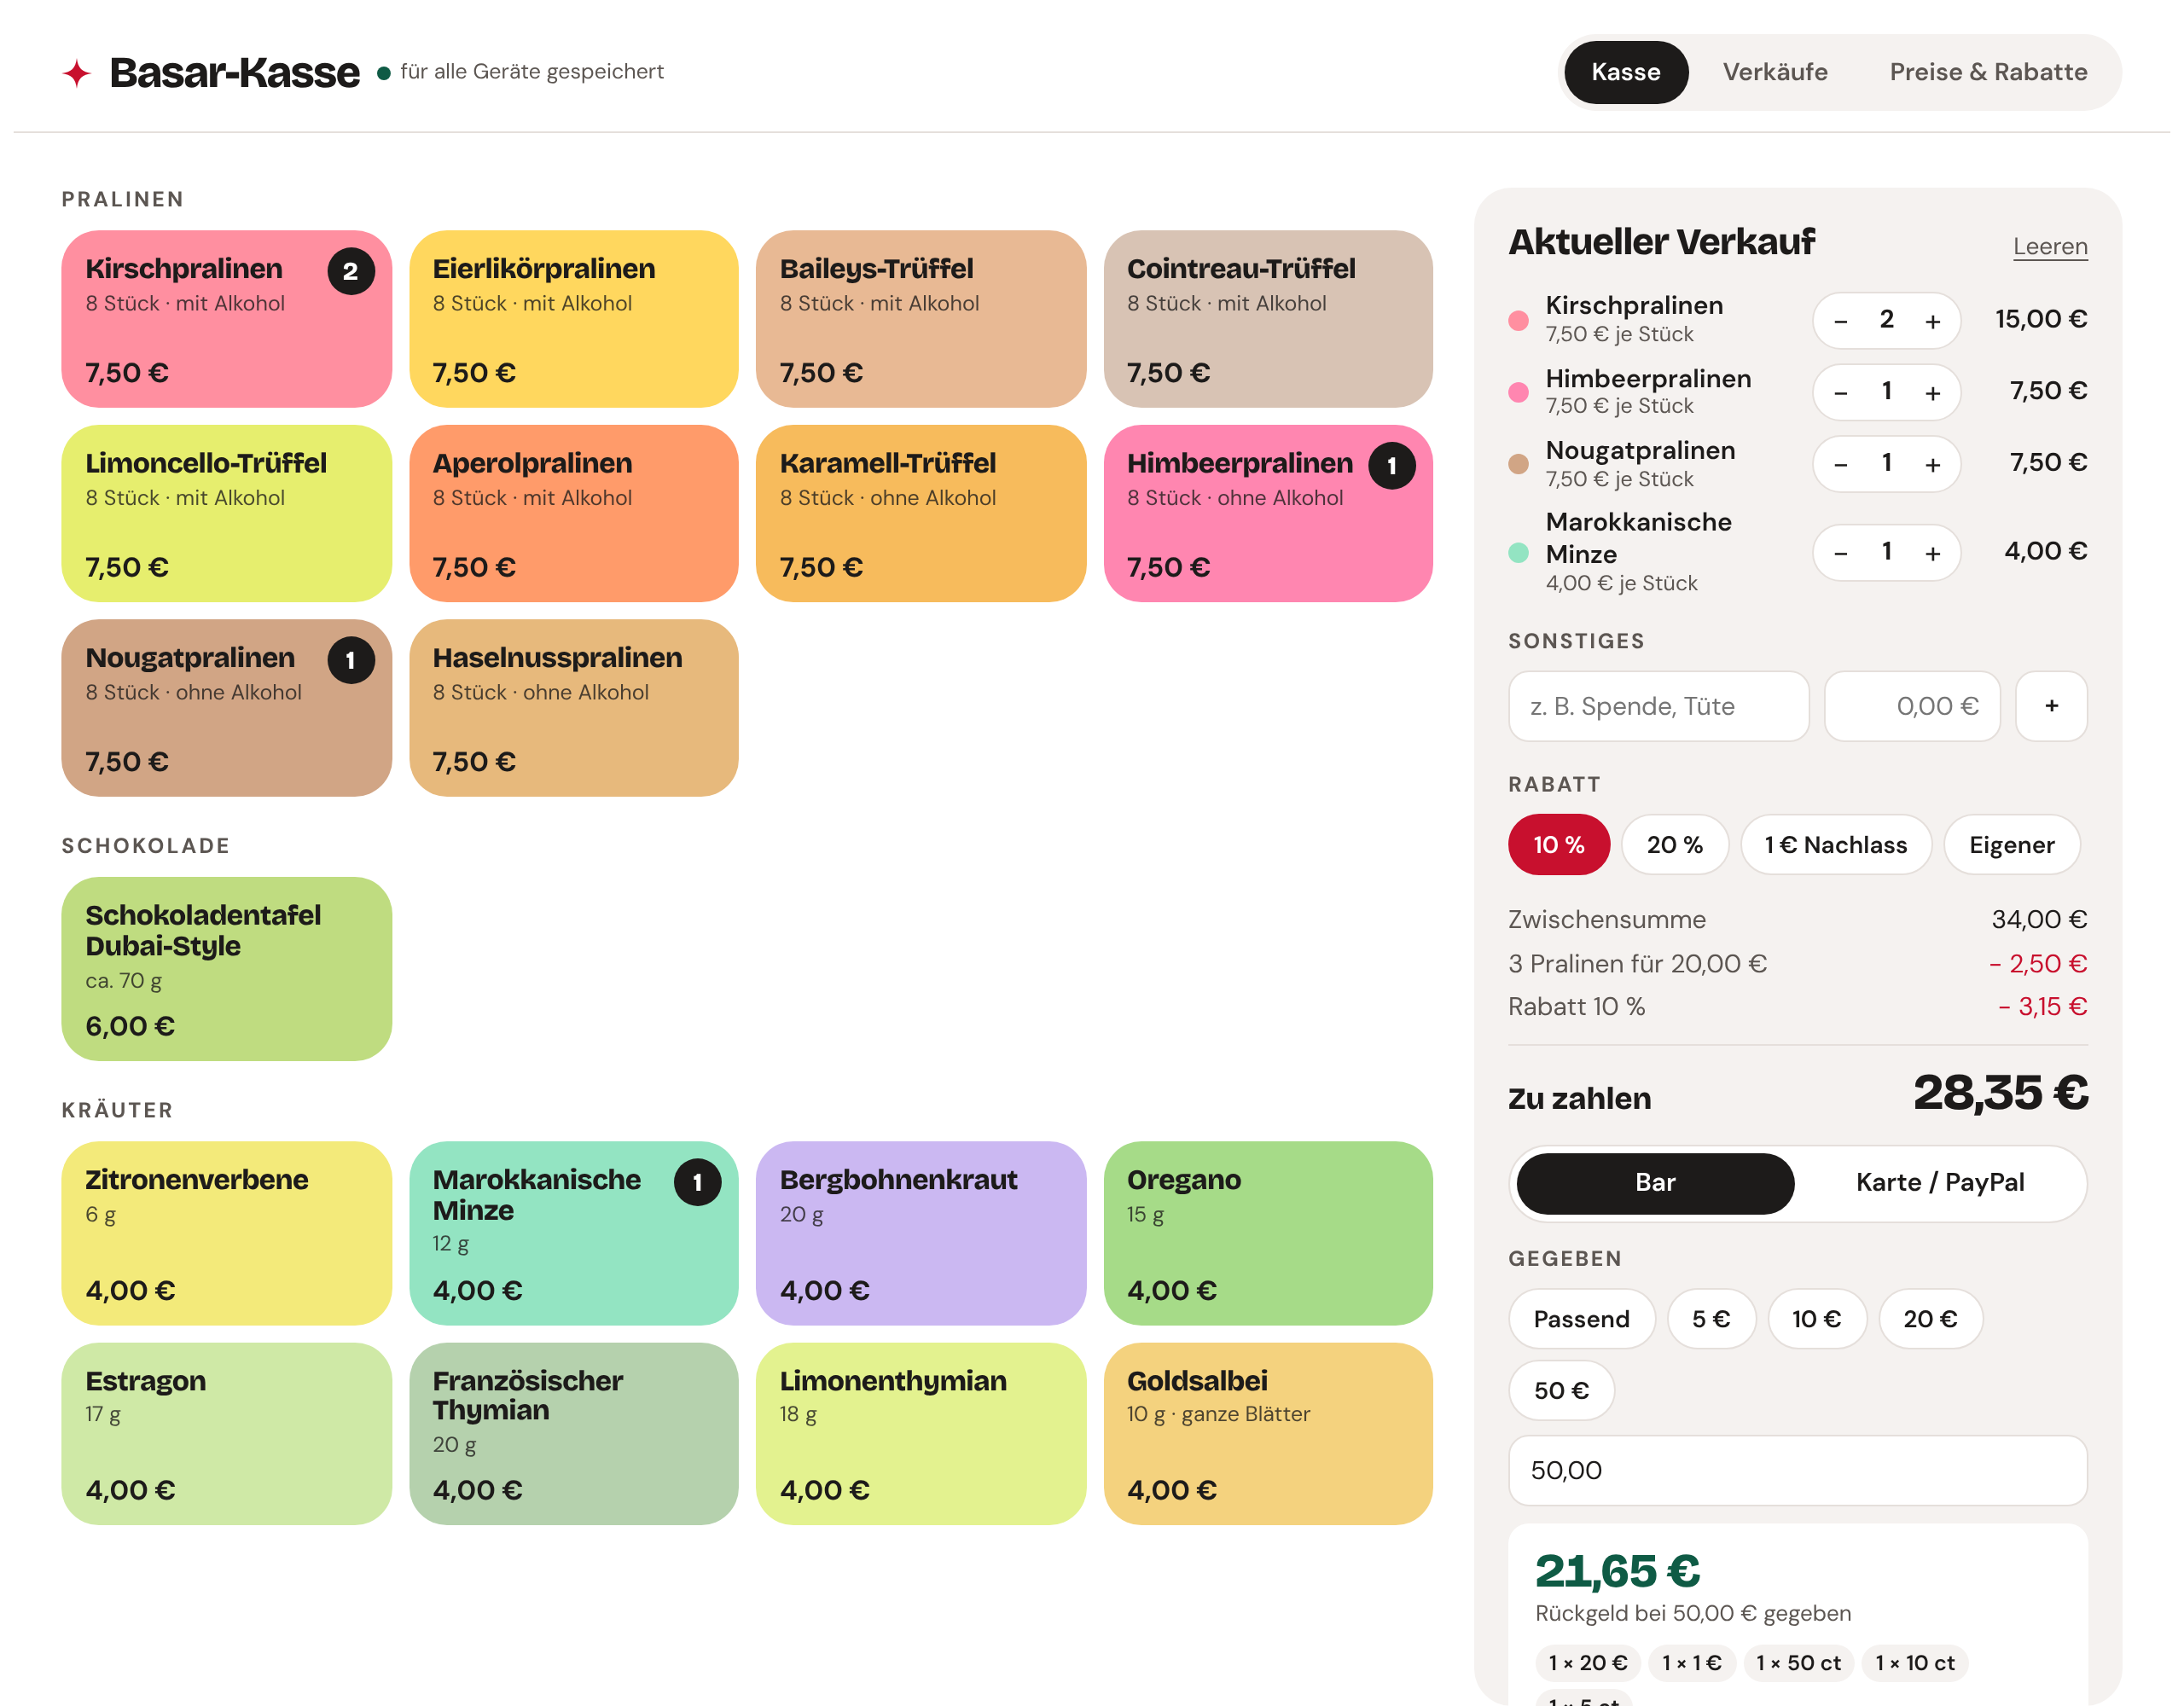 Basar-Kasse
für alle Geräte gespeichert
Kasse
Verkäufe
Preise & Rabatte
PRALINEN
Kirschpralinen
2
8 Stück · mit Alkohol
7,50 €
Eierlikörpralinen
8 Stück · mit Alkohol
7,50 €
Baileys-Trüffel
8 Stück · mit Alkohol
7,50 €
Cointreau-Trüffel
8 Stück · mit Alkohol
7,50 €
Limoncello-Trüffel
8 Stück · mit Alkohol
7,50 €
Aperolpralinen
8 Stück · mit Alkohol
7,50 €
Karamell-Trüffel
8 Stück · ohne Alkohol
7,50 €
Himbeerpralinen
1
8 Stück · ohne Alkohol
7,50 €
Nougatpralinen
1
8 Stück · ohne Alkohol
7,50 €
Haselnusspralinen
8 Stück · ohne Alkohol
7,50 €
SCHOKOLADE
Schokoladentafel
Dubai-Style
ca. 70 g
6,00 €
KRÄUTER
Zitronenverbene
6 g
4,00 €
Marokkanische
Minze
1
12 g
4,00 €
Bergbohnenkraut
20 g
4,00 €
Oregano
15 g
4,00 €
Estragon
17 g
4,00 €
Französischer
Thymian
20 g
4,00 €
Limonenthymian
18 g
4,00 €
Goldsalbei
10 g · ganze Blätter
4,00 €
Aktueller Verkauf
Leeren
Kirschpralinen
7,50 € je Stück
− 2 +
15,00 €
Himbeerpralinen
7,50 € je Stück
− 1 +
7,50 €
Nougatpralinen
7,50 € je Stück
− 1 +
7,50 €
Marokkanische
Minze
4,00 € je Stück
− 1 +
4,00 €
SONSTIGES
z. B. Spende, Tüte
0,00 €
+
RABATT
10 %
20 %
1 € Nachlass
Eigener
Zwischensumme 34,00 €
3 Pralinen für 20,00 € − 2,50 €
Rabatt 10 % − 3,15 €
Zu zahlen 28,35 €
Bar
Karte / PayPal
GEGEBEN
Passend
5 €
10 €
20 €
50 €
50,00
21,65 €
Rückgeld bei 50,00 € gegeben
1 × 20 €
1 × 1 €
1 × 50 ct
1 × 10 ct
1 × 5 ct